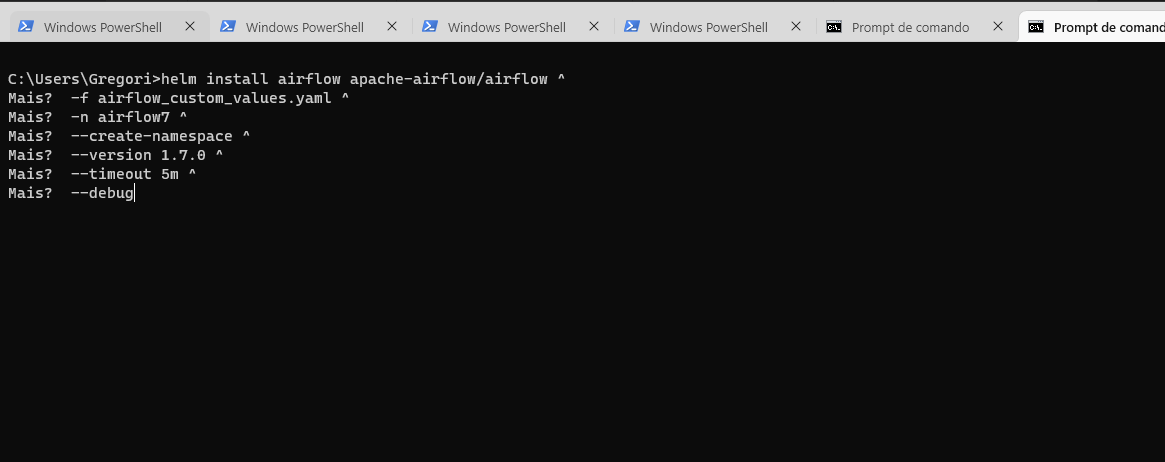 Windows PowerShell Windows PowerShell Windows PowerShell Windows PowerShell Prompt de comando Prompt de comand
C:\Users\Gregori>helm install airflow apache-airflow/airflow ^
Mais?  -f airflow_custom_values.yaml ^
Mais?  -n airflow7 ^
Mais?  --create-namespace ^
Mais?  --version 1.7.0 ^
Mais?  --timeout 5m ^
Mais?  --debug